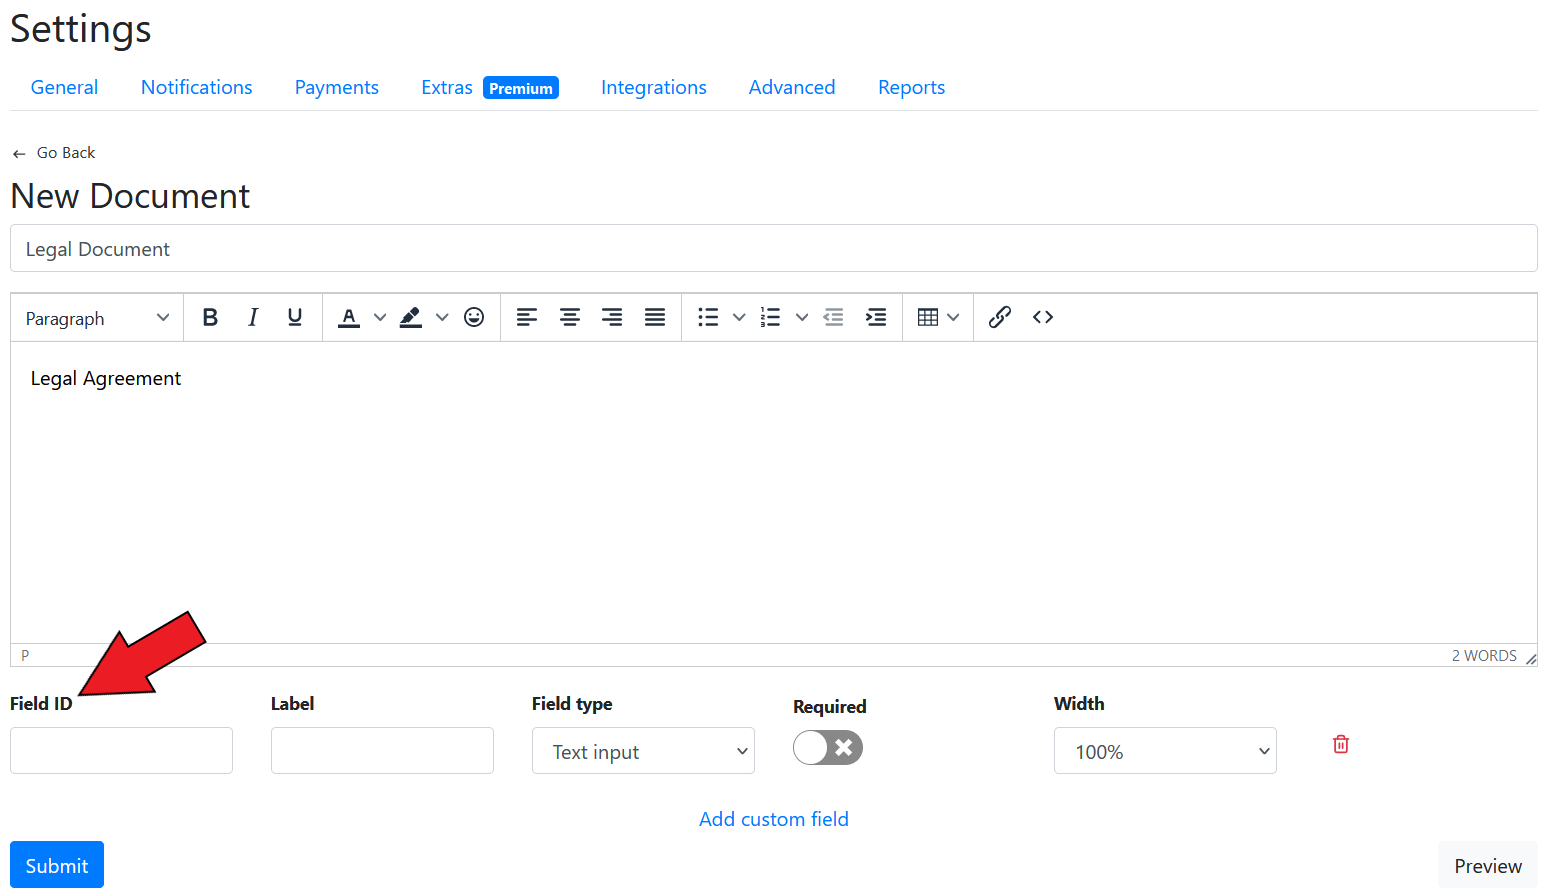 Settings
General Notifications Payments Extras Premium Integrations Advanced Reports
← Go Back
New Document
Legal Document
Paragraph B I U A
Legal Agreement
P 2 WORDS
Field ID Label Field type Required Width
Text input 100%
Add custom field
Submit Preview